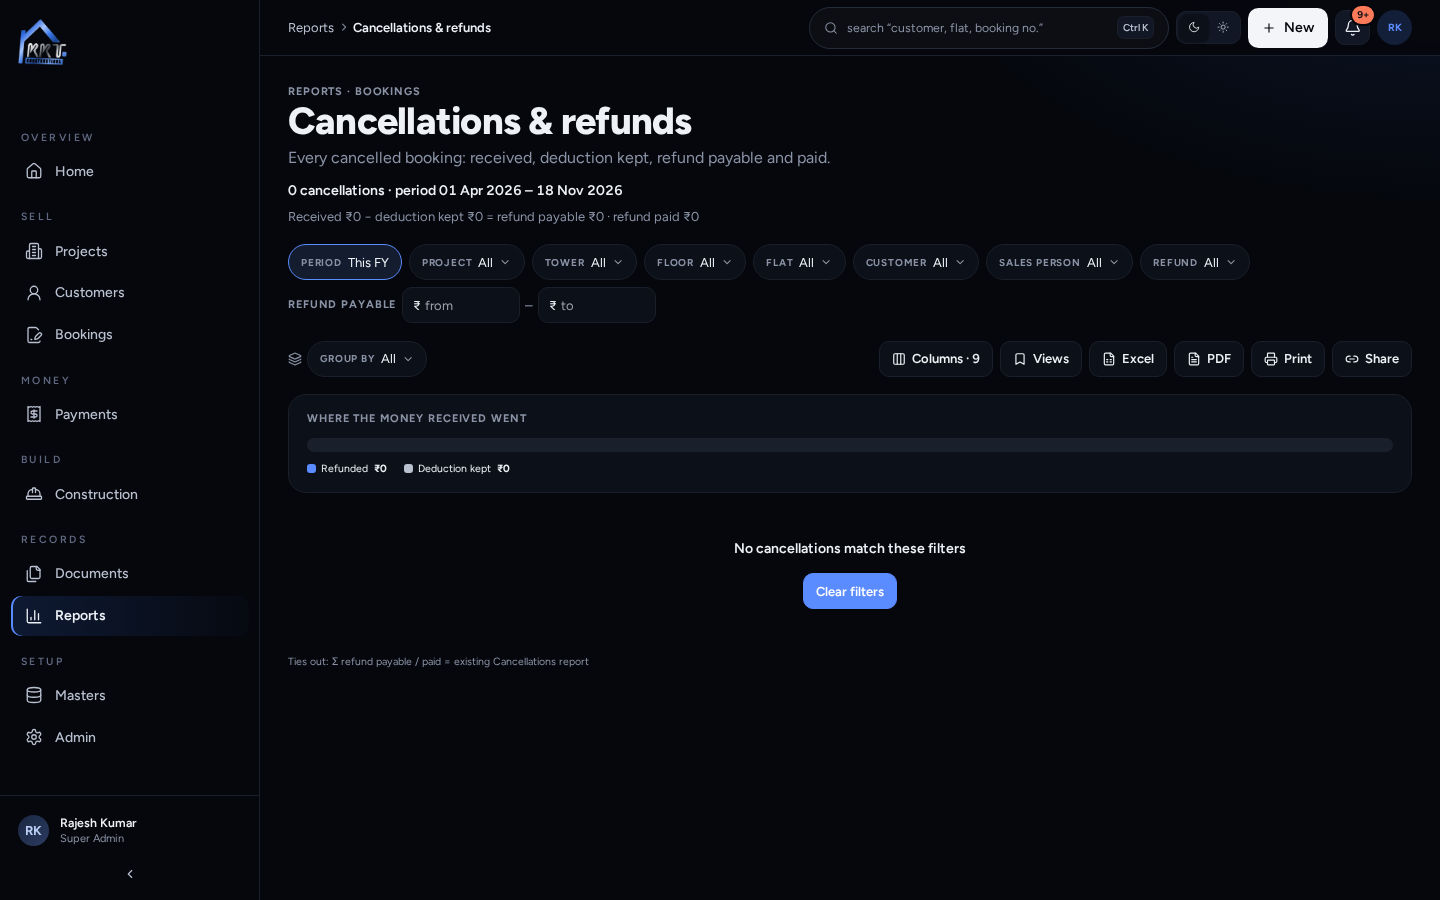 Reports > Cancellations & refunds
search “customer, flat, booking no.”
Ctrl K
New
9+
RK
OVERVIEW
Home
SELL
Projects
Customers
Bookings
MONEY
Payments
BUILD
Construction
RECORDS
Documents
Reports
SETUP
Masters
Admin
RK
Rajesh Kumar
Super Admin
REPORTS · BOOKINGS
Cancellations & refunds
Every cancelled booking: received, deduction kept, refund payable and paid.
0 cancellations · period 01 Apr 2026 – 18 Nov 2026
Received ₹0 − deduction kept ₹0 = refund payable ₹0 · refund paid ₹0
PERIOD This FY
PROJECT All
TOWER All
FLOOR All
FLAT All
CUSTOMER All
SALES PERSON All
REFUND All
REFUND PAYABLE ₹ from – ₹ to
GROUP BY All
Columns · 9
Views
Excel
PDF
Print
Share
WHERE THE MONEY RECEIVED WENT
Refunded ₹0
Deduction kept ₹0
No cancellations match these filters
Clear filters
Ties out: Σ refund payable / paid = existing Cancellations report